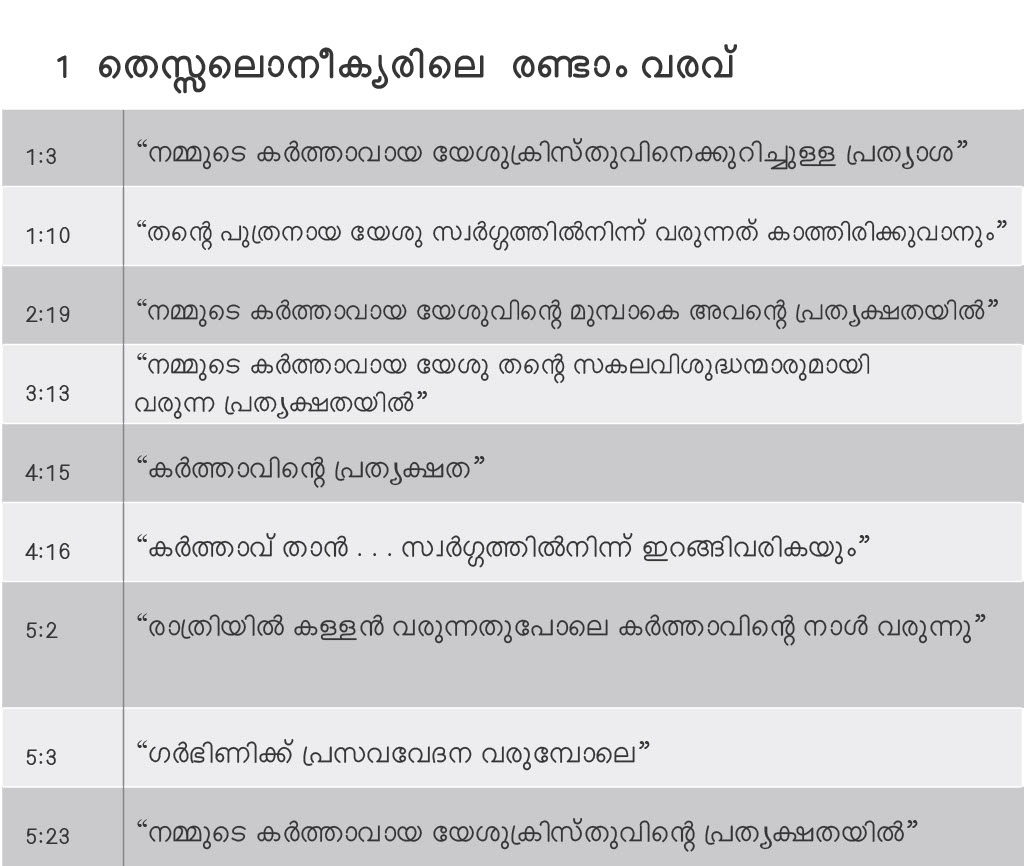 1 തെസ്സലൊനീക്യരിലെ രണ്ടാം വരവ്
1:3 “നമ്മുടെ കർത്താവായ യേശുക്രിസ്തുവിനെക്കുറിച്ചുള്ള പ്രത്യാശ”
1:10 “തന്റെ പുത്രനായ യേശു സ്വർഗ്ഗത്തിൽനിന്ന് വരുന്നത് കാത്തിരിക്കുവാനും”
2:19 “നമ്മുടെ കർത്താവായ യേശുവിന്റെ മുമ്പാകെ അവന്റെ പ്രത്യക്ഷതയിൽ”
3:13 “നമ്മുടെ കർത്താവായ യേശു തന്റെ സകലവിശുദ്ധന്മാരുമായി
വരുന്ന പ്രത്യക്ഷതയിൽ”
4:15 “കർത്താവിന്റെ പ്രത്യക്ഷത”
4:16 “കർത്താവ് താൻ . . . സ്വർഗ്ഗത്തിൽനിന്ന് ഇറങ്ങിവരികയും”
5:2 “രാത്രിയിൽ കള്ളൻ വരുന്നതുപോലെ കർത്താവിന്റെ നാൾ വരുന്നു”
5:3 “ഗർഭിണിക്ക് പ്രസവവേദന വരുമ്പോലെ”
5:23 “നമ്മുടെ കർത്താവായ യേശുക്രിസ്തുവിന്റെ പ്രത്യക്ഷതയിൽ”